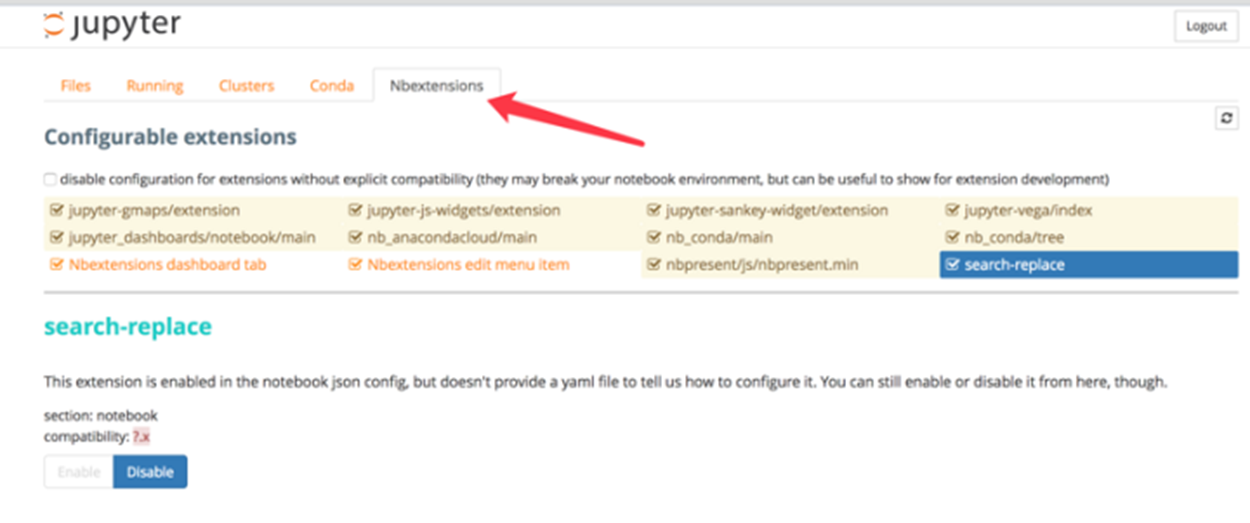 jupyter
Logout
Files Running Clusters Conda Nbextensions
Configurable extensions
disable configuration for extensions without explicit compatibility (they may break your notebook environment, but can be useful to show for extension development)
jupyter-gmaps/extension jupyter-js-widgets/extension jupyter-sankey-widget/extension jupyter-vega/index
jupyter_dashboards/notebook/main nb_anacondacloud/main nb_conda/main nb_conda/tree
Nbextensions dashboard tab Nbextensions edit menu item nbpresent/js/nbpresent.min search-replace
search-replace
This extension is enabled in the notebook json config, but doesn't provide a yaml file to tell us how to configure it. You can still enable or disable it from here, though.
section: notebook
compatibility: ?.x
Enable Disable